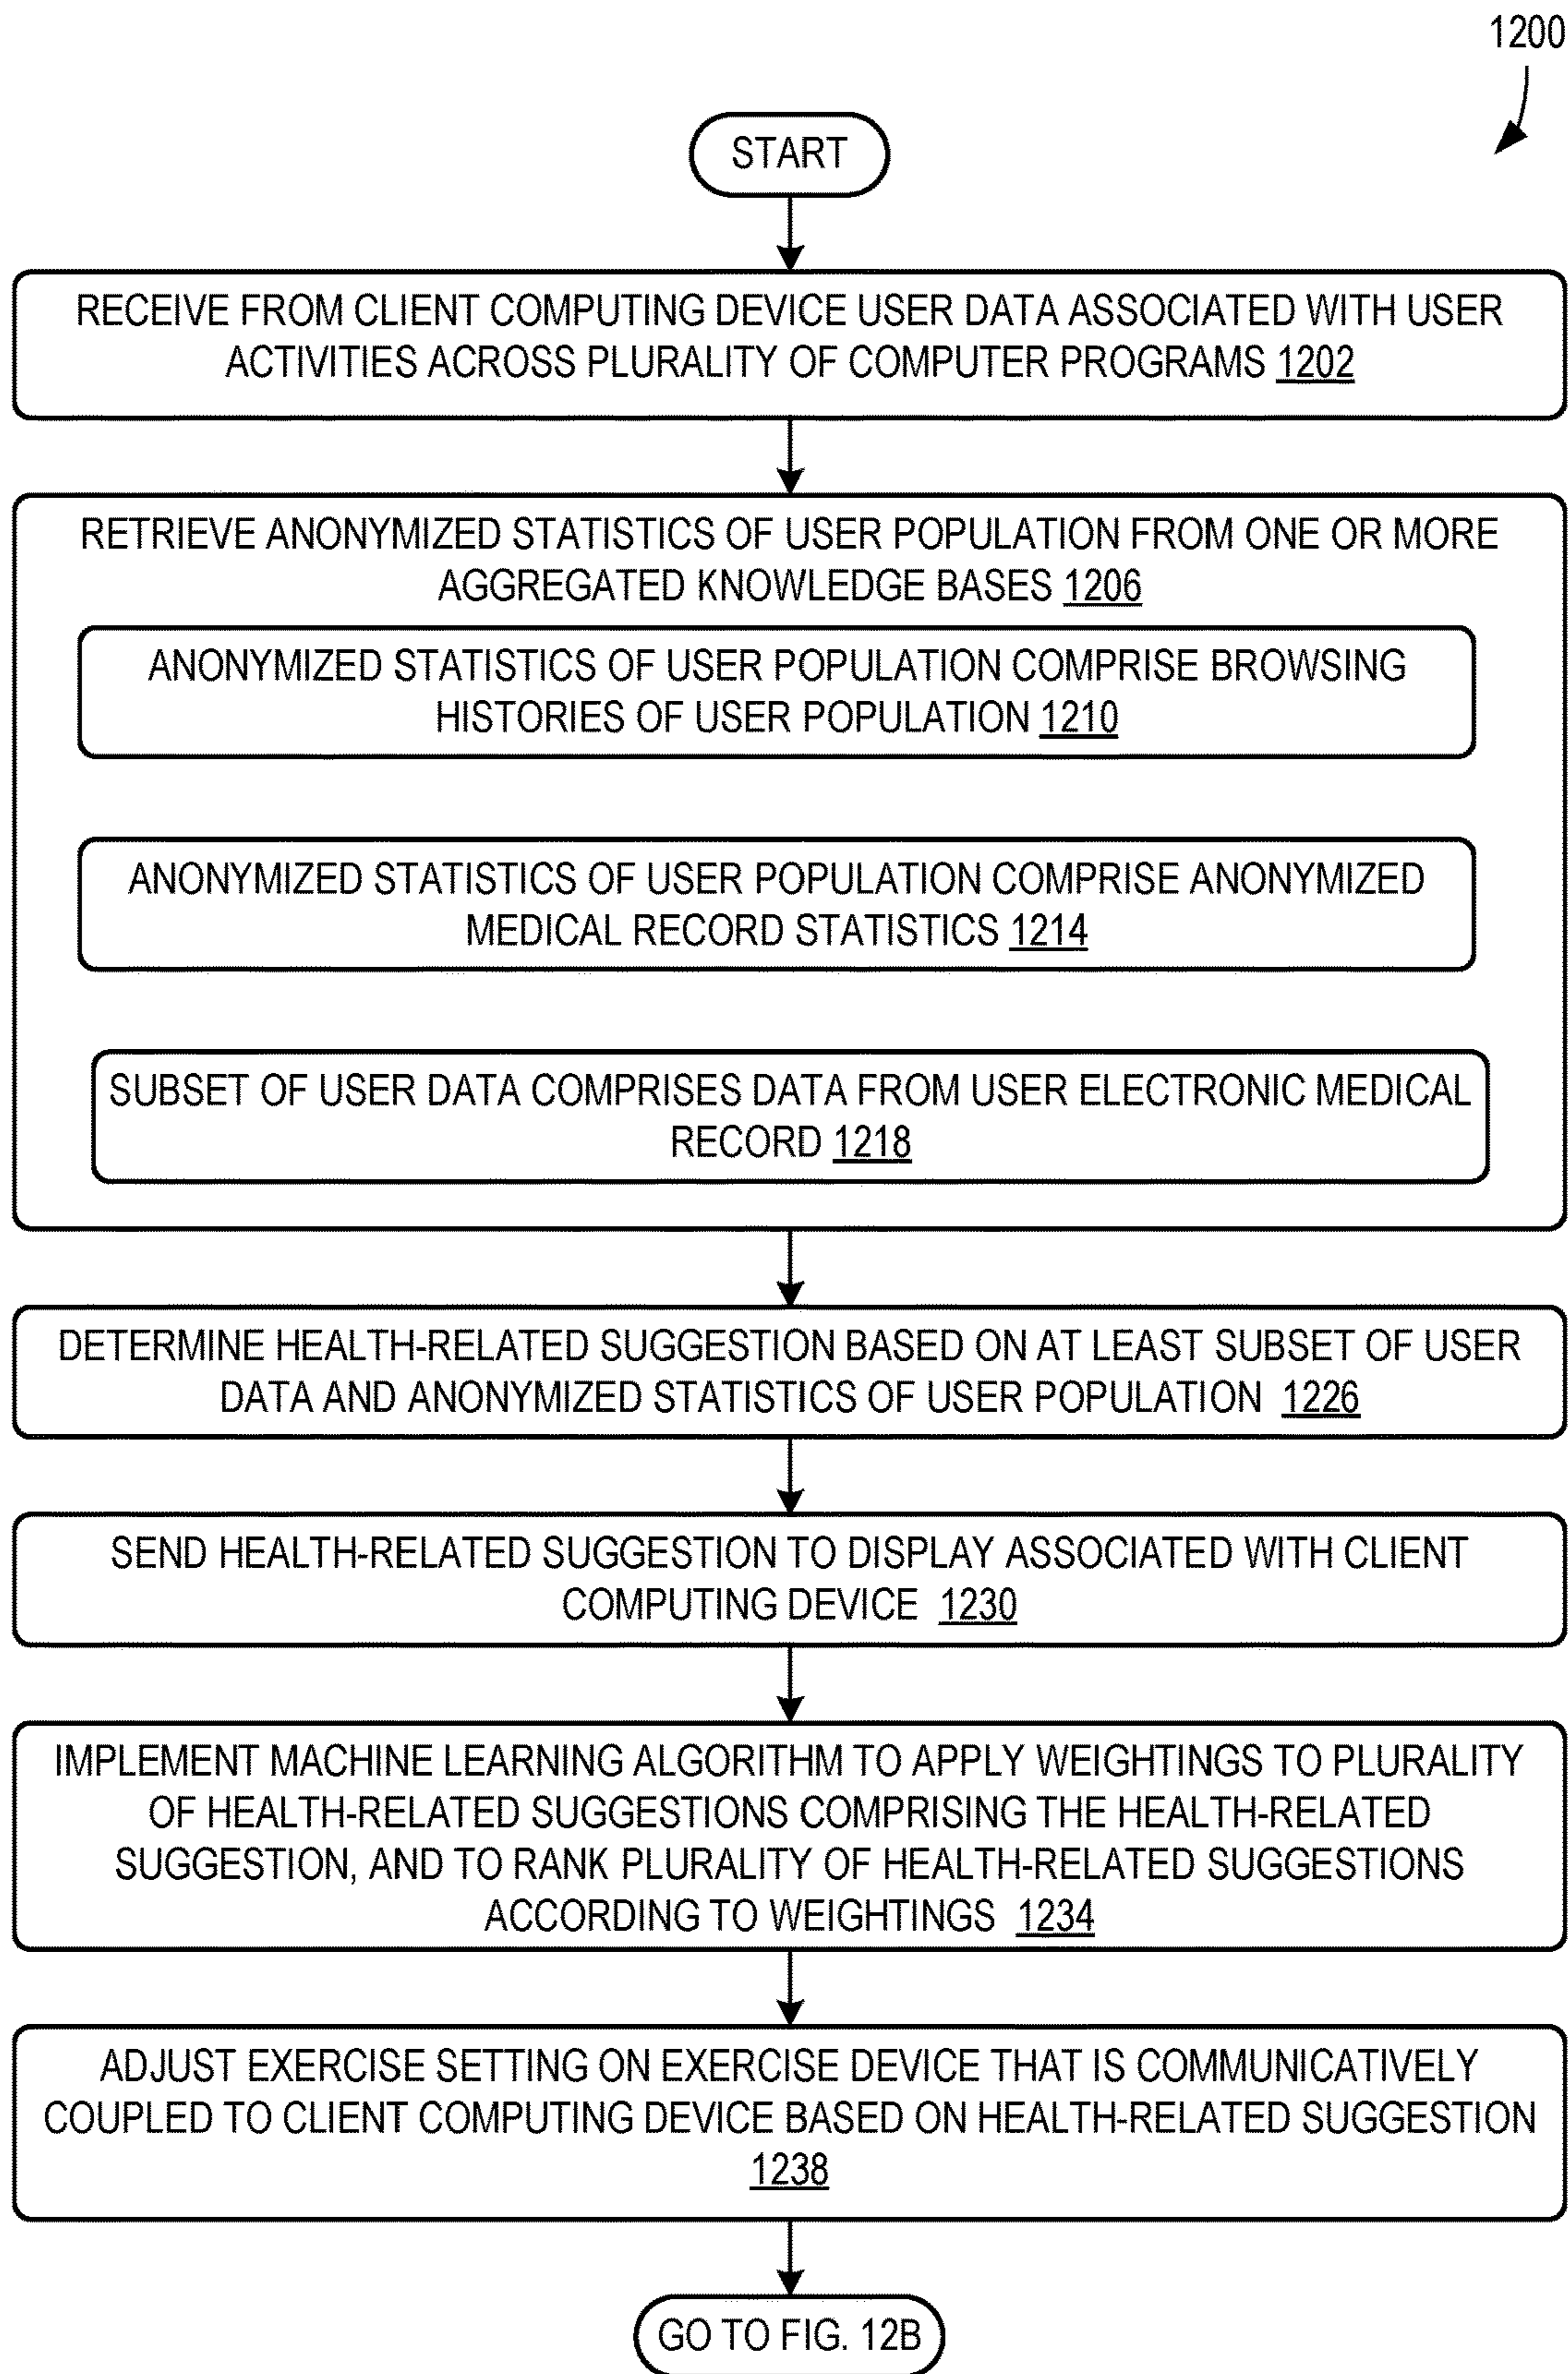 1200
START
RECEIVE FROM CLIENT COMPUTING DEVICE USER DATA ASSOCIATED WITH USER
ACTIVITIES ACROSS PLURALITY OF COMPUTER PROGRAMS 1202
RETRIEVE ANONYMIZED STATISTICS OF USER POPULATION FROM ONE OR MORE
AGGREGATED KNOWLEDGE BASES 1206
ANONYMIZED STATISTICS OF USER POPULATION COMPRISE BROWSING
HISTORIES OF USER POPULATION 1210
ANONYMIZED STATISTICS OF USER POPULATION COMPRISE ANONYMIZED
MEDICAL RECORD STATISTICS 1214
SUBSET OF USER DATA COMPRISES DATA FROM USER ELECTRONIC MEDICAL
RECORD 1218
DETERMINE HEALTH-RELATED SUGGESTION BASED ON AT LEAST SUBSET OF USER
DATA AND ANONYMIZED STATISTICS OF USER POPULATION 1226
SEND HEALTH-RELATED SUGGESTION TO DISPLAY ASSOCIATED WITH CLIENT
COMPUTING DEVICE 1230
IMPLEMENT MACHINE LEARNING ALGORITHM TO APPLY WEIGHTINGS TO PLURALITY
OF HEALTH-RELATED SUGGESTIONS COMPRISING THE HEALTH-RELATED
SUGGESTION, AND TO RANK PLURALITY OF HEALTH-RELATED SUGGESTIONS
ACCORDING TO WEIGHTINGS 1234
ADJUST EXERCISE SETTING ON EXERCISE DEVICE THAT IS COMMUNICATIVELY
COUPLED TO CLIENT COMPUTING DEVICE BASED ON HEALTH-RELATED SUGGESTION
1238
GO TO FIG. 12B